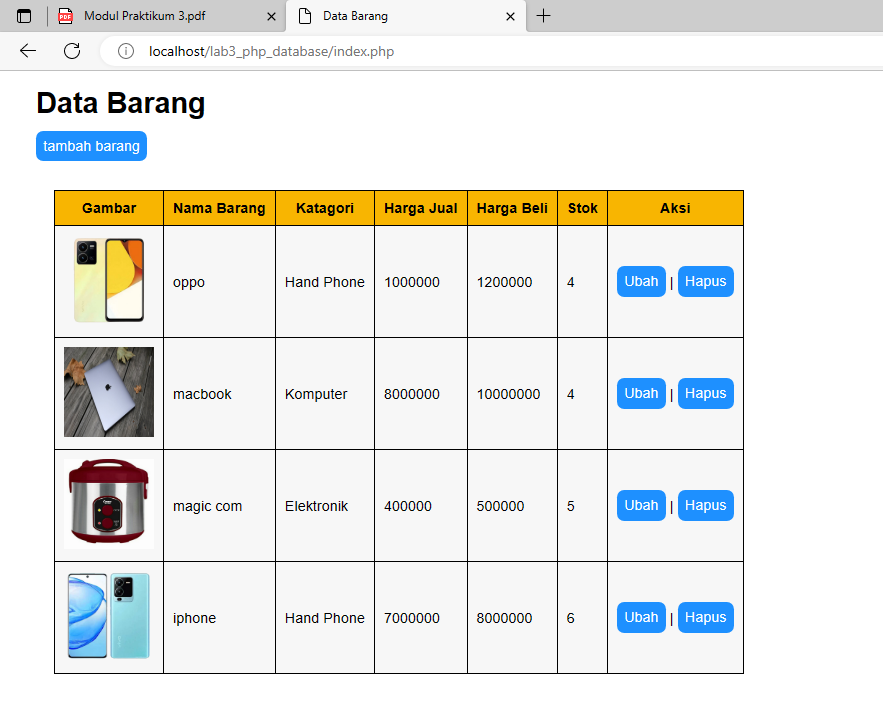 Modul Praktikum 3.pdf
Data Barang
localhost/lab3_php_database/index.php
Data Barang
tambah barang
Gambar Nama Barang Katagori Harga Jual Harga Beli Stok Aksi
oppo Hand Phone 1000000 1200000 4 Ubah | Hapus
macbook Komputer 8000000 10000000 4 Ubah | Hapus
magic com Elektronik 400000 500000 5 Ubah | Hapus
iphone Hand Phone 7000000 8000000 6 Ubah | Hapus